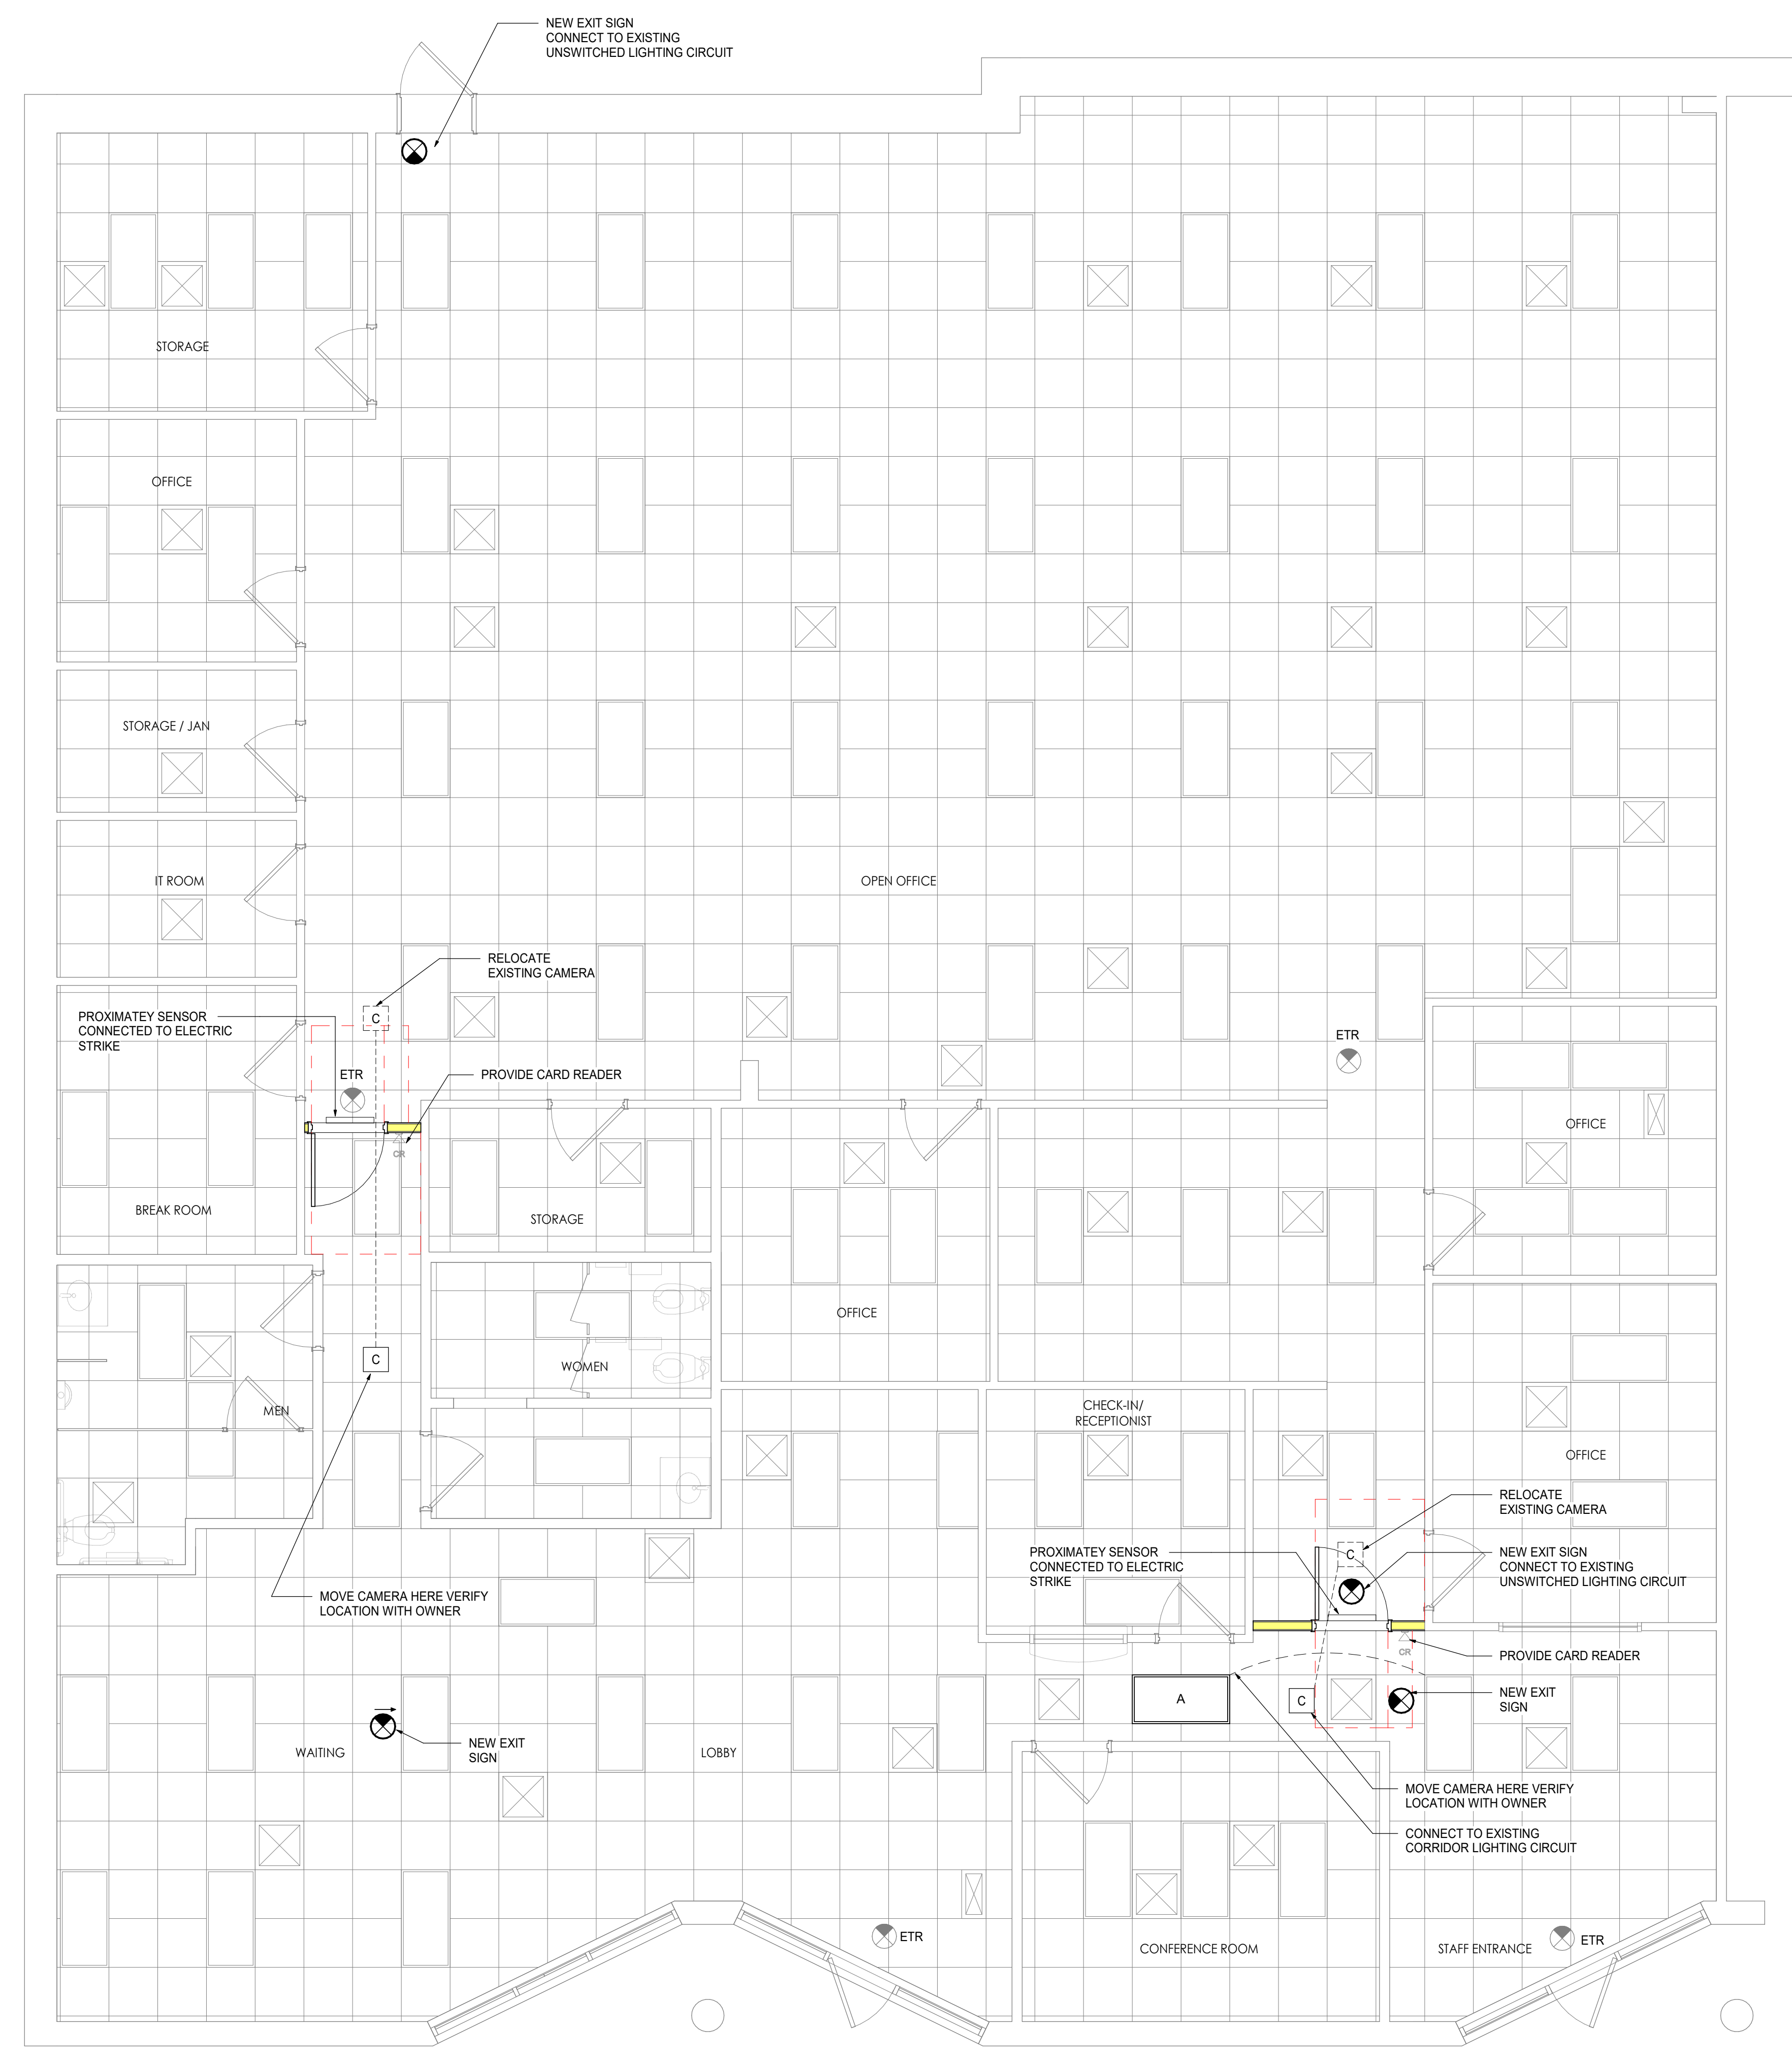 NEW EXIT SIGN
CONNECT TO EXISTING
UNSWITCHED LIGHTING CIRCUIT
STORAGE
OFFICE
STORAGE / JAN
IT ROOM
OPEN OFFICE
RELOCATE
EXISTING CAMERA
C
PROXIMATEY SENSOR
CONNECTED TO ELECTRIC
STRIKE
ETR
ETR
PROVIDE CARD READER
CR
OFFICE
BREAK ROOM
STORAGE
OFFICE
C
WOMEN
MEN
CHECK-IN/
RECEPTIONIST
OFFICE
RELOCATE
EXISTING CAMERA
C
PROXIMATEY SENSOR
CONNECTED TO ELECTRIC
STRIKE
NEW EXIT SIGN
CONNECT TO EXISTING
UNSWITCHED LIGHTING CIRCUIT
MOVE CAMERA HERE VERIFY
LOCATION WITH OWNER
CR
PROVIDE CARD READER
A
C
NEW EXIT
SIGN
WAITING
NEW EXIT
SIGN
LOBBY
MOVE CAMERA HERE VERIFY
LOCATION WITH OWNER
CONNECT TO EXISTING
CORRIDOR LIGHTING CIRCUIT
ETR
CONFERENCE ROOM
STAFF ENTRANCE
ETR